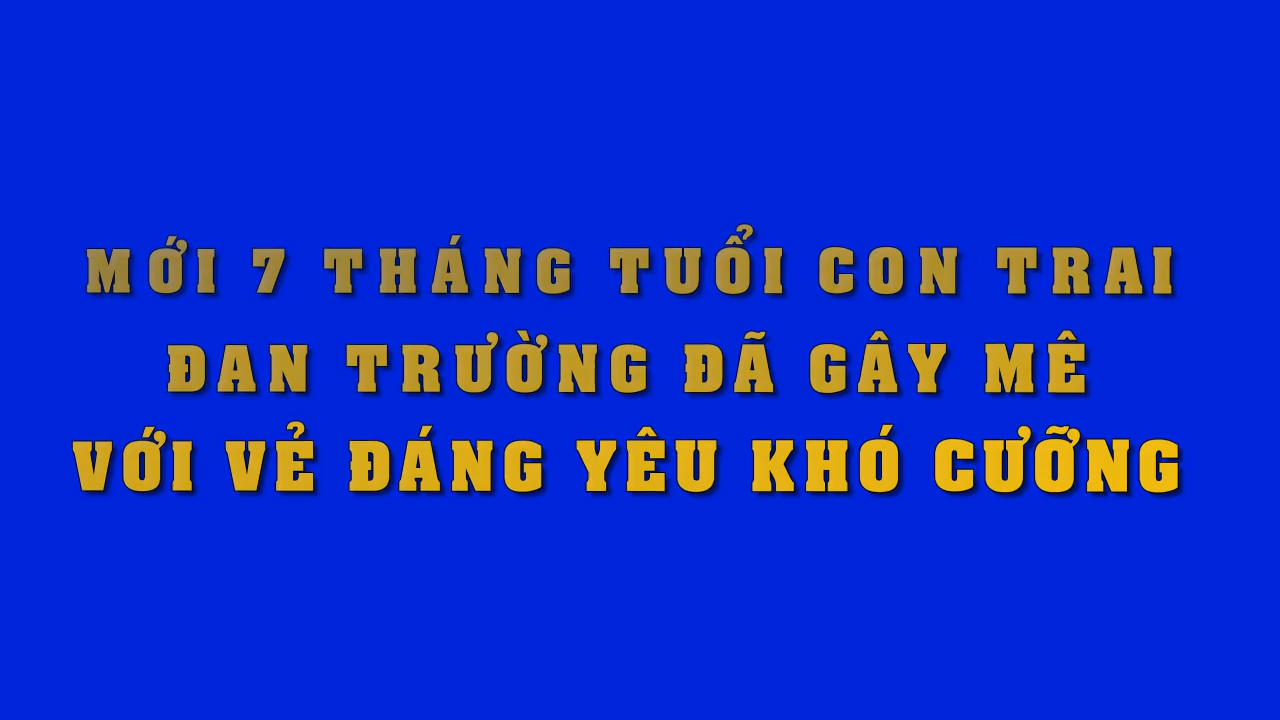 MỚI 7 THÁNG TUỔI CON TRAI
ĐAN TRƯỜNG ĐÃ GÂY MÊ
VỚI VẺ ĐÁNG YÊU KHÓ CƯỠNG